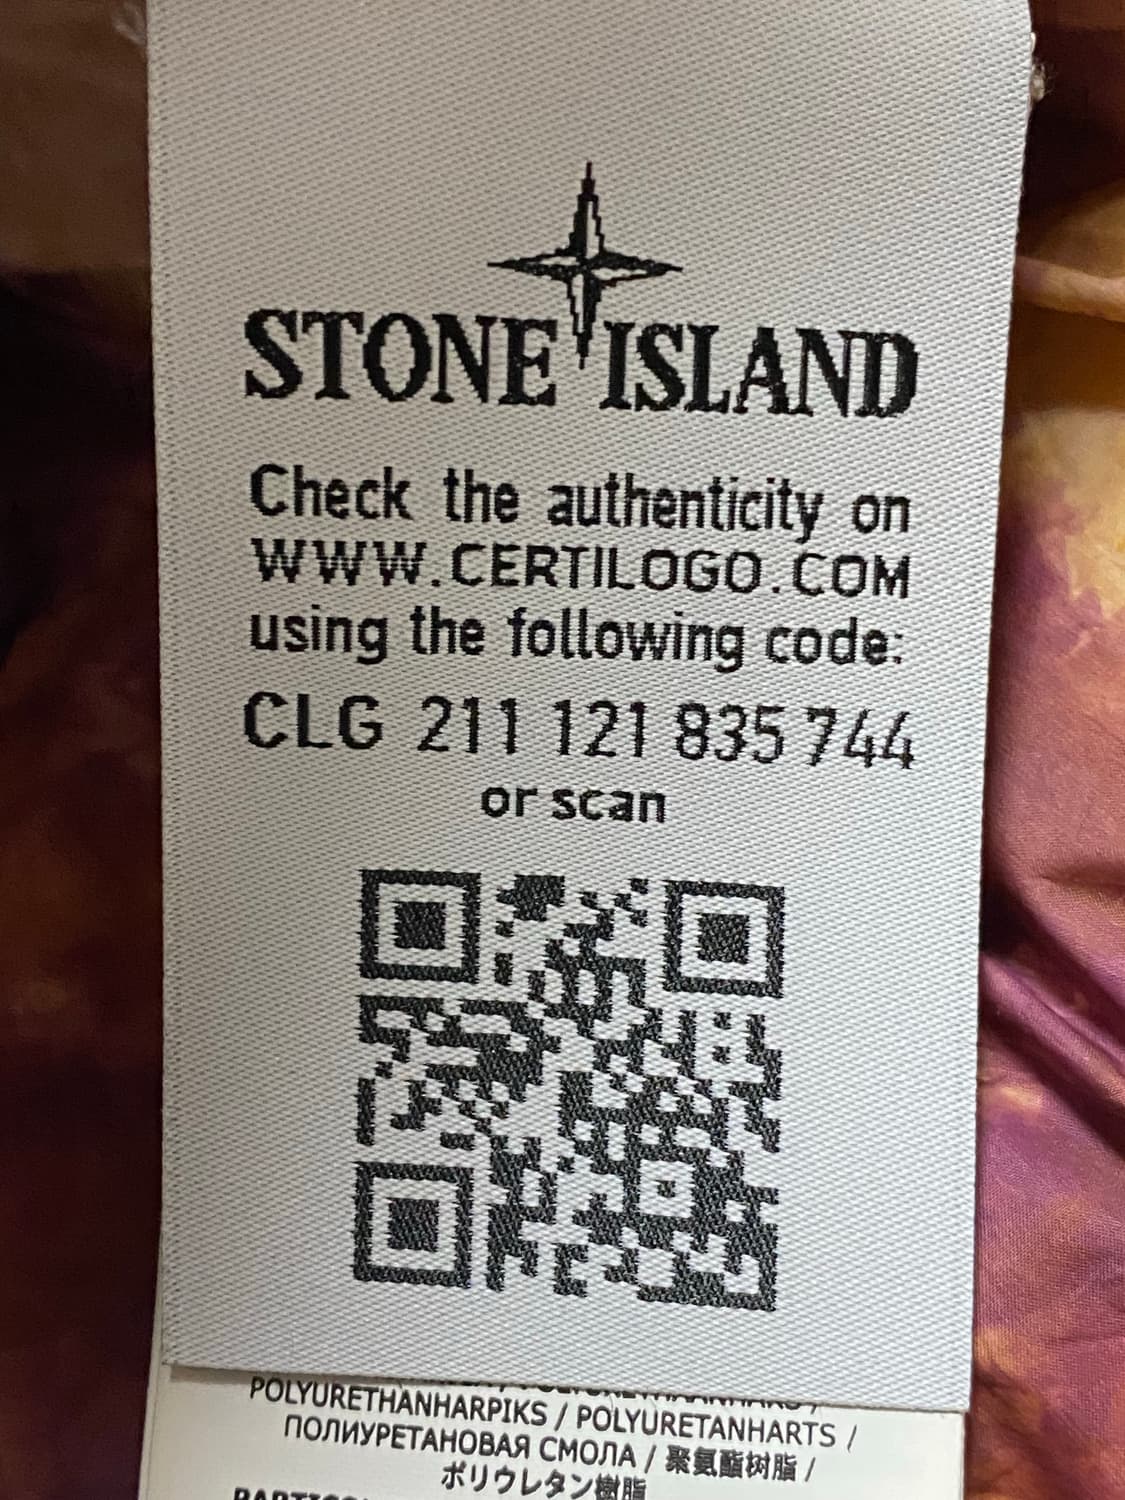 STONE ISLAND
Check the authenticity on
WWW.CERTILOGO.COM
using the following code:
CLG 211 121 835 744
or scan
POLYURETHANHARPIKS / POLYURETANHARTS /
ПОЛИУРЕТАНОВАЯ СМОЛА / 聚氨酯树脂 /
ポリウレタン樹脂